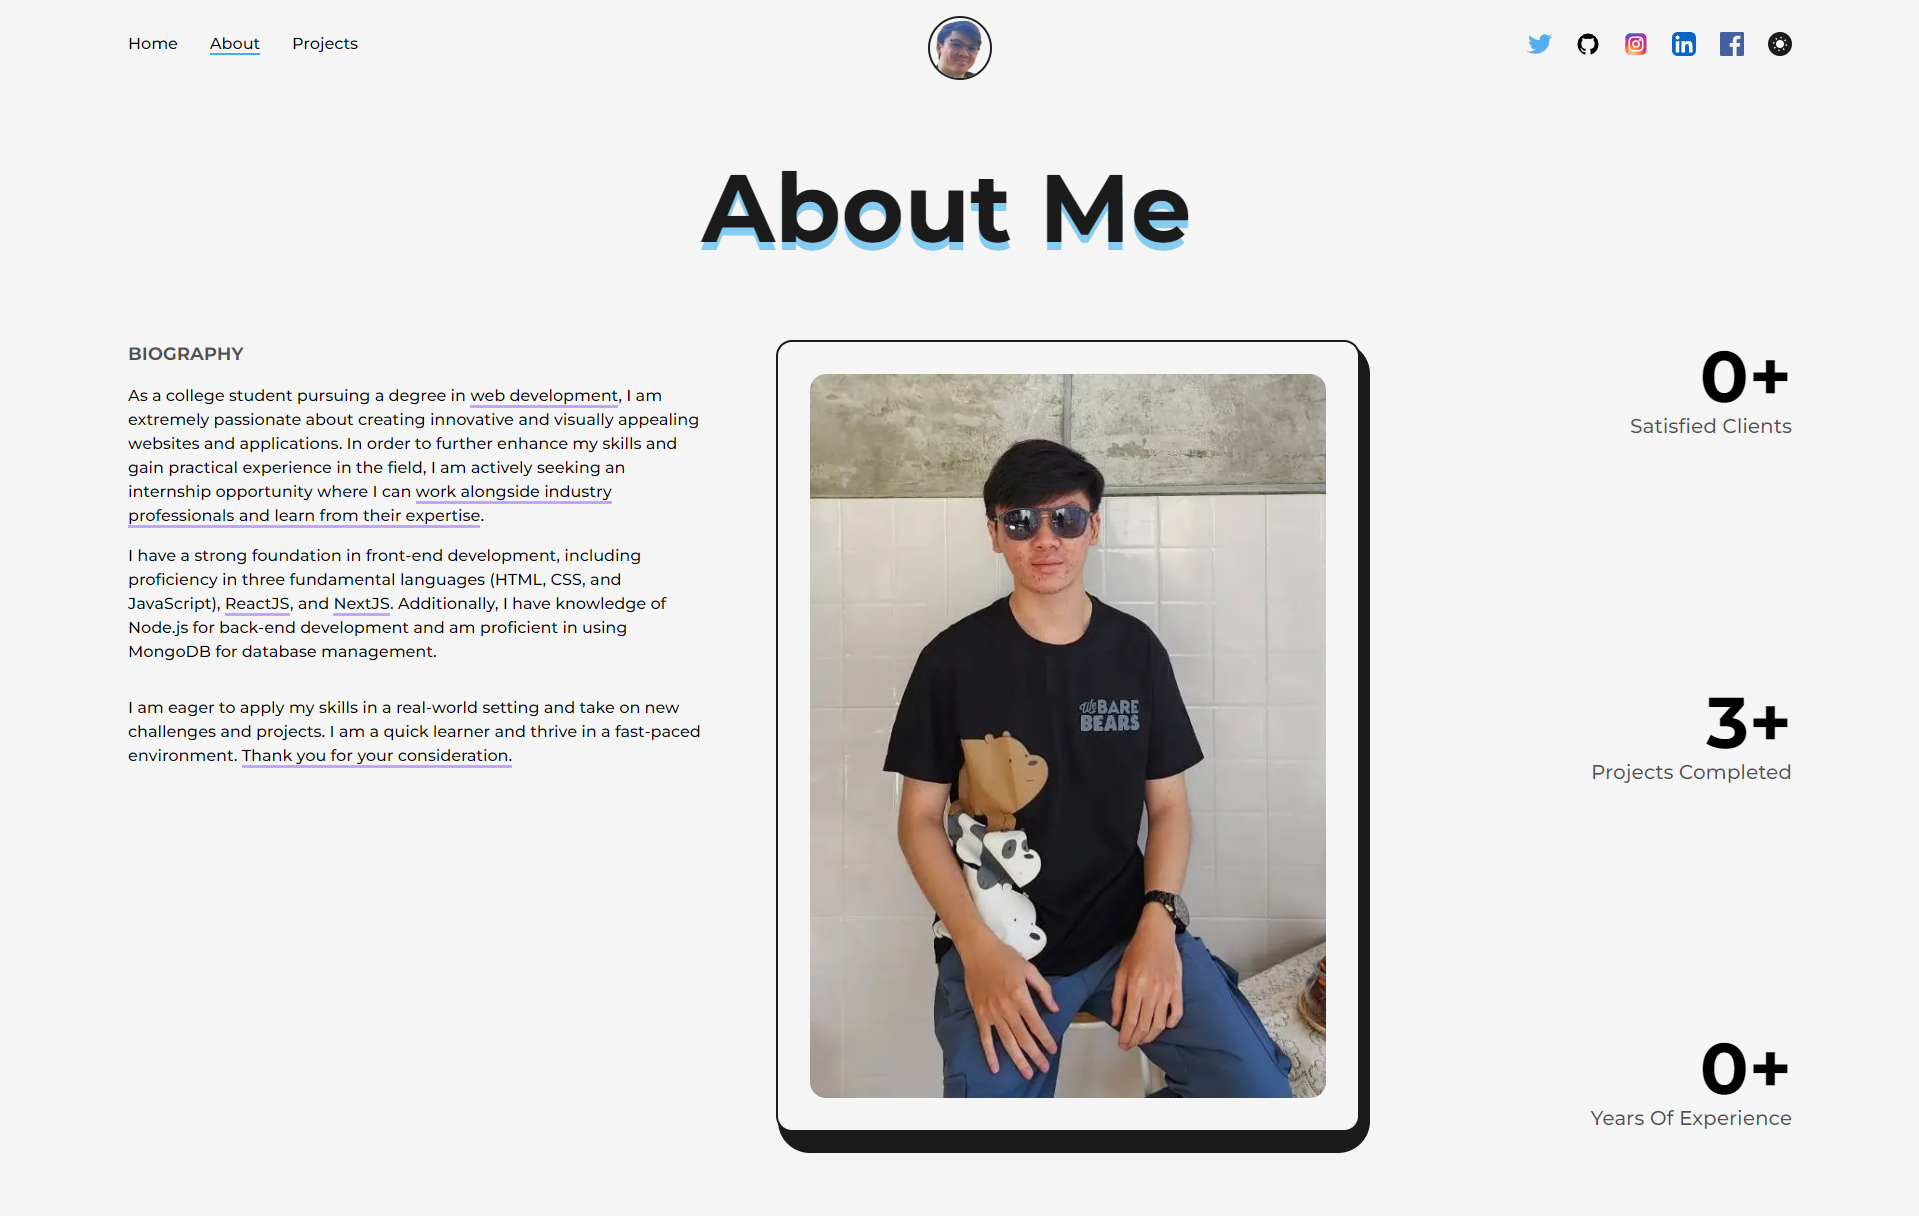 Home About Projects
About Me
BIOGRAPHY
As a college student pursuing a degree in web development, I am
extremely passionate about creating innovative and visually appealing
websites and applications. In order to further enhance my skills and
gain practical experience in the field, I am actively seeking an
internship opportunity where I can work alongside industry
professionals and learn from their expertise.
I have a strong foundation in front-end development, including
proficiency in three fundamental languages (HTML, CSS, and
JavaScript), ReactJS, and NextJS. Additionally, I have knowledge of
Node.js for back-end development and am proficient in using
MongoDB for database management.
I am eager to apply my skills in a real-world setting and take on new
challenges and projects. I am a quick learner and thrive in a fast-paced
environment. Thank you for your consideration.
We BARE
BEARS
0+
Satisfied Clients
3+
Projects Completed
0+
Years Of Experience